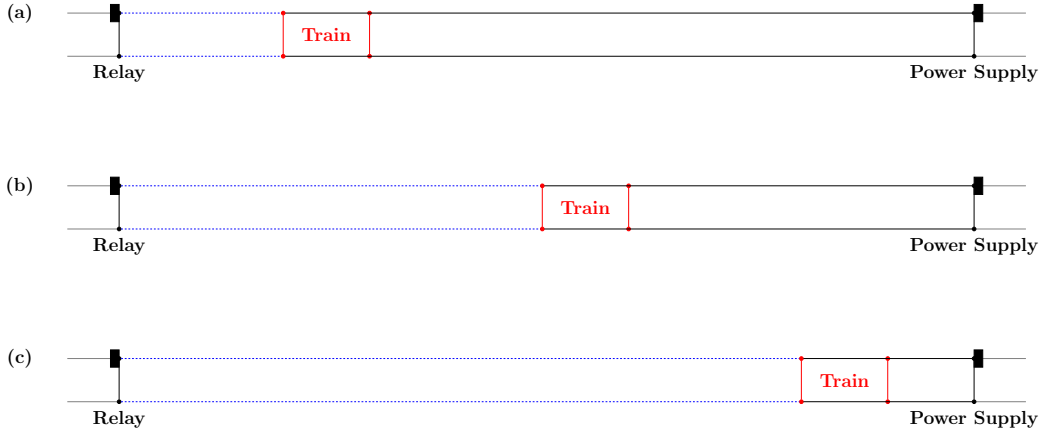 (a)
Train
Relay
Power Supply
(b)
Train
Relay
Power Supply
(c)
Train
Relay
Power Supply